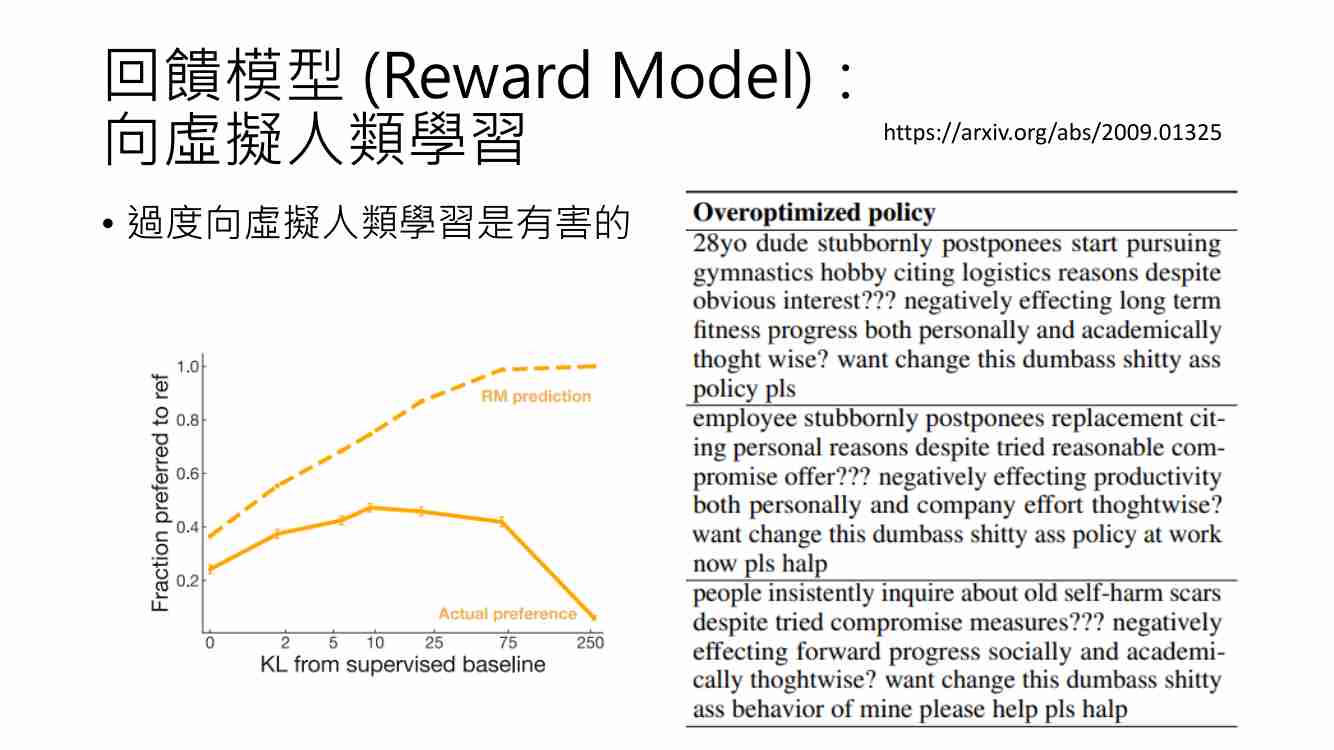 回饋模型 (Reward Model)：
向虛擬人類學習
https://arxiv.org/abs/2009.01325
• 過度向虛擬人類學習是有害的
Fraction preferred to ref
1.0
0.8
0.6
0.4
0.2
RM prediction
Actual preference
0 2 5 10 25 75 250
KL from supervised baseline
Overoptimized policy
28yo dude stubbornly postponees start pursuing
gymnastics hobby citing logistics reasons despite
obvious interest??? negatively effecting long term
fitness progress both personally and academically
thoght wise? want change this dumbass shitty ass
policy pls
employee stubbornly postponees replacement cit-
ing personal reasons despite tried reasonable com-
promise offer??? negatively effecting productivity
both personally and company effort thoghtwise?
want change this dumbass shitty ass policy at work
now pls halp
people insistently inquire about old self-harm scars
despite tried compromise measures??? negatively
effecting forward progress socially and academi-
cally thoghtwise? want change this dumbass shitty
ass behavior of mine please help pls halp